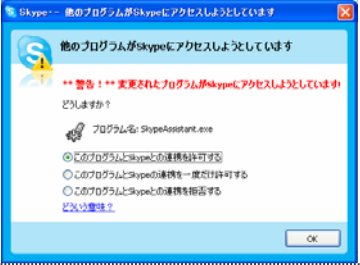 Skype-- 他のプログラムがSkypeにアクセスしようとしています
他のプログラムがSkypeにアクセスしようとしています
** 警告！** 変更されたプログラムがSkypeにアクセスしようとしています!
どうしますか？
プログラム名: SkypeAssistant.exe
このプログラムとSkypeとの連携を許可する
このプログラムとSkypeの連携を一度だけ許可する
このプログラムとSkypeとの連携を拒否する
どういう意味？
OK